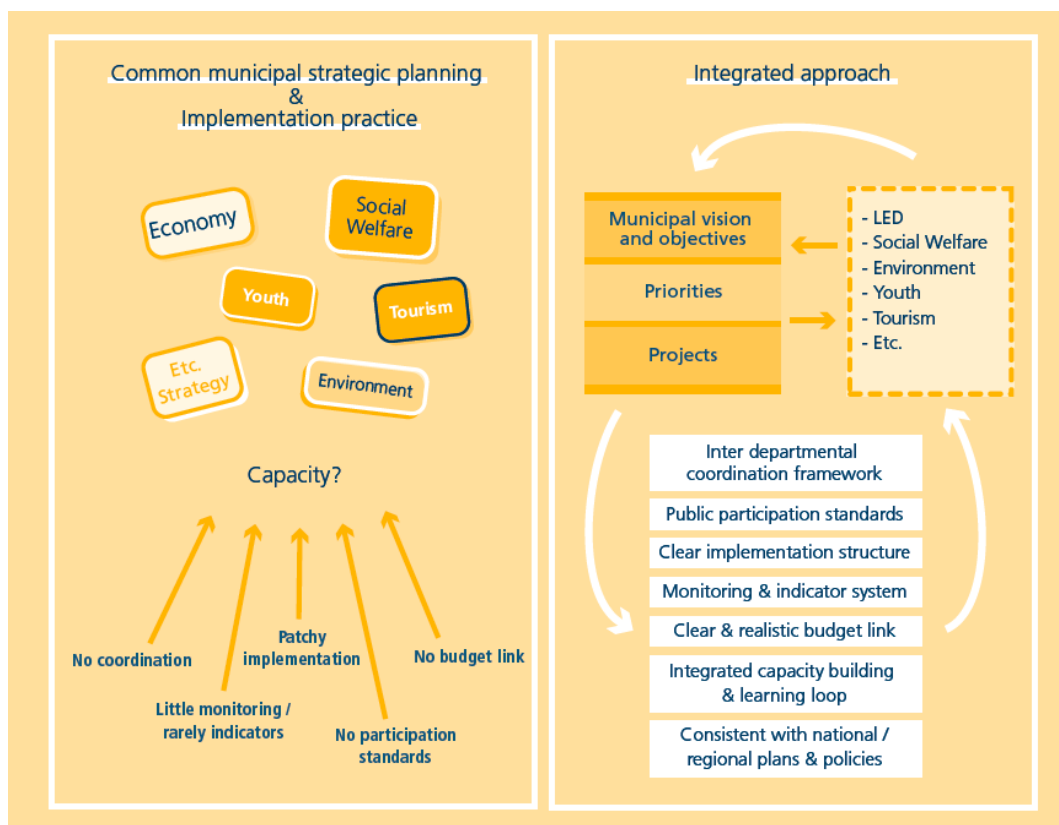 Common municipal strategic planning
&
Implementation practice
Economy
Social
Welfare
Youth
Tourism
Etc.
Strategy
Environment
Capacity?
No coordination
Little monitoring /
rarely indicators
Patchy
implementation
No participation
standards
No budget link
Integrated approach
Municipal vision
and objectives
Priorities
Projects
- LED
- Social Welfare
- Environment
- Youth
- Tourism
- Etc.
Inter departmental
coordination framework
Public participation standards
Clear implementation structure
Monitoring & indicator system
Clear & realistic budget link
Integrated capacity building
& learning loop
Consistent with national /
regional plans & policies